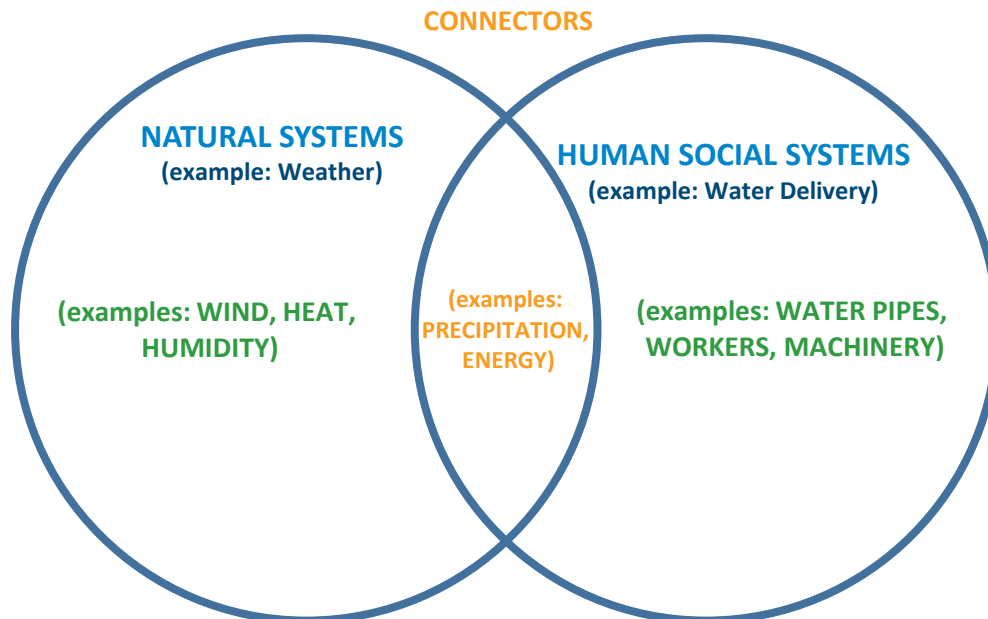 CONNECTORS
NATURAL SYSTEMS
(example: Weather)
HUMAN SOCIAL SYSTEMS
(example: Water Delivery)
(examples: WIND, HEAT,
HUMIDITY)
(examples:
PRECIPITATION,
ENERGY)
(examples: WATER PIPES,
WORKERS, MACHINERY)